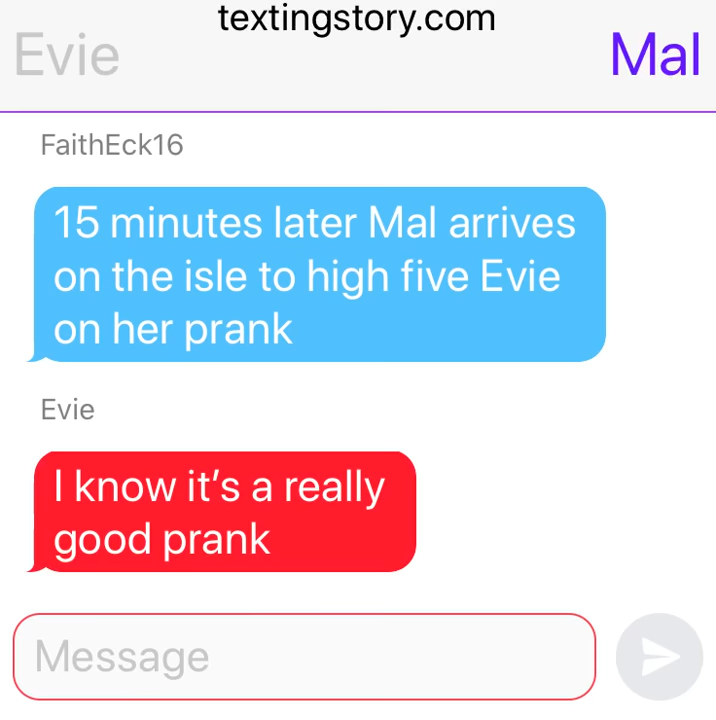 textingstory.com
Evie
Mal
FaithEck16
15 minutes later Mal arrives
on the isle to high five Evie
on her prank
Evie
I know it’s a really
good prank
Message